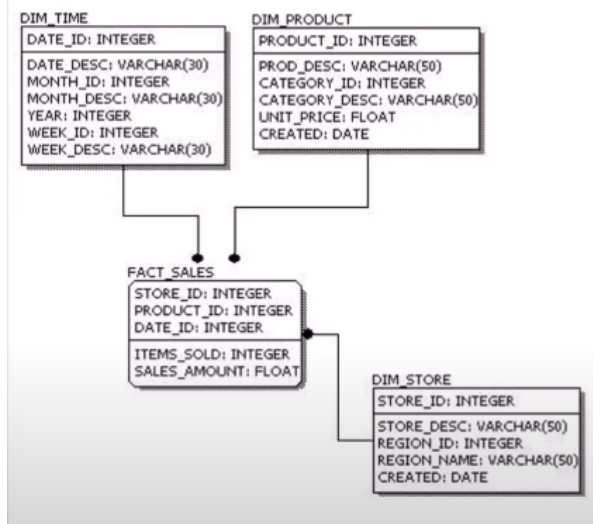 DIM_TIME
DATE_ID: INTEGER
DATE_DESC: VARCHAR(30)
MONTH_ID: INTEGER
MONTH_DESC: VARCHAR(30)
YEAR: INTEGER
WEEK_ID: INTEGER
WEEK_DESC: VARCHAR(30)
DIM_PRODUCT
PRODUCT_ID: INTEGER
PROD_DESC: VARCHAR(50)
CATEGORY_ID: INTEGER
CATEGORY_DESC: VARCHAR(50)
UNIT_PRICE: FLOAT
CREATED: DATE
FACT_SALES
STORE_ID: INTEGER
PRODUCT_ID: INTEGER
DATE_ID: INTEGER
ITEMS_SOLD: INTEGER
SALES_AMOUNT: FLOAT
DIM_STORE
STORE_ID: INTEGER
STORE_DESC: VARCHAR(50)
REGION_ID: INTEGER
REGION_NAME: VARCHAR(50)
CREATED: DATE